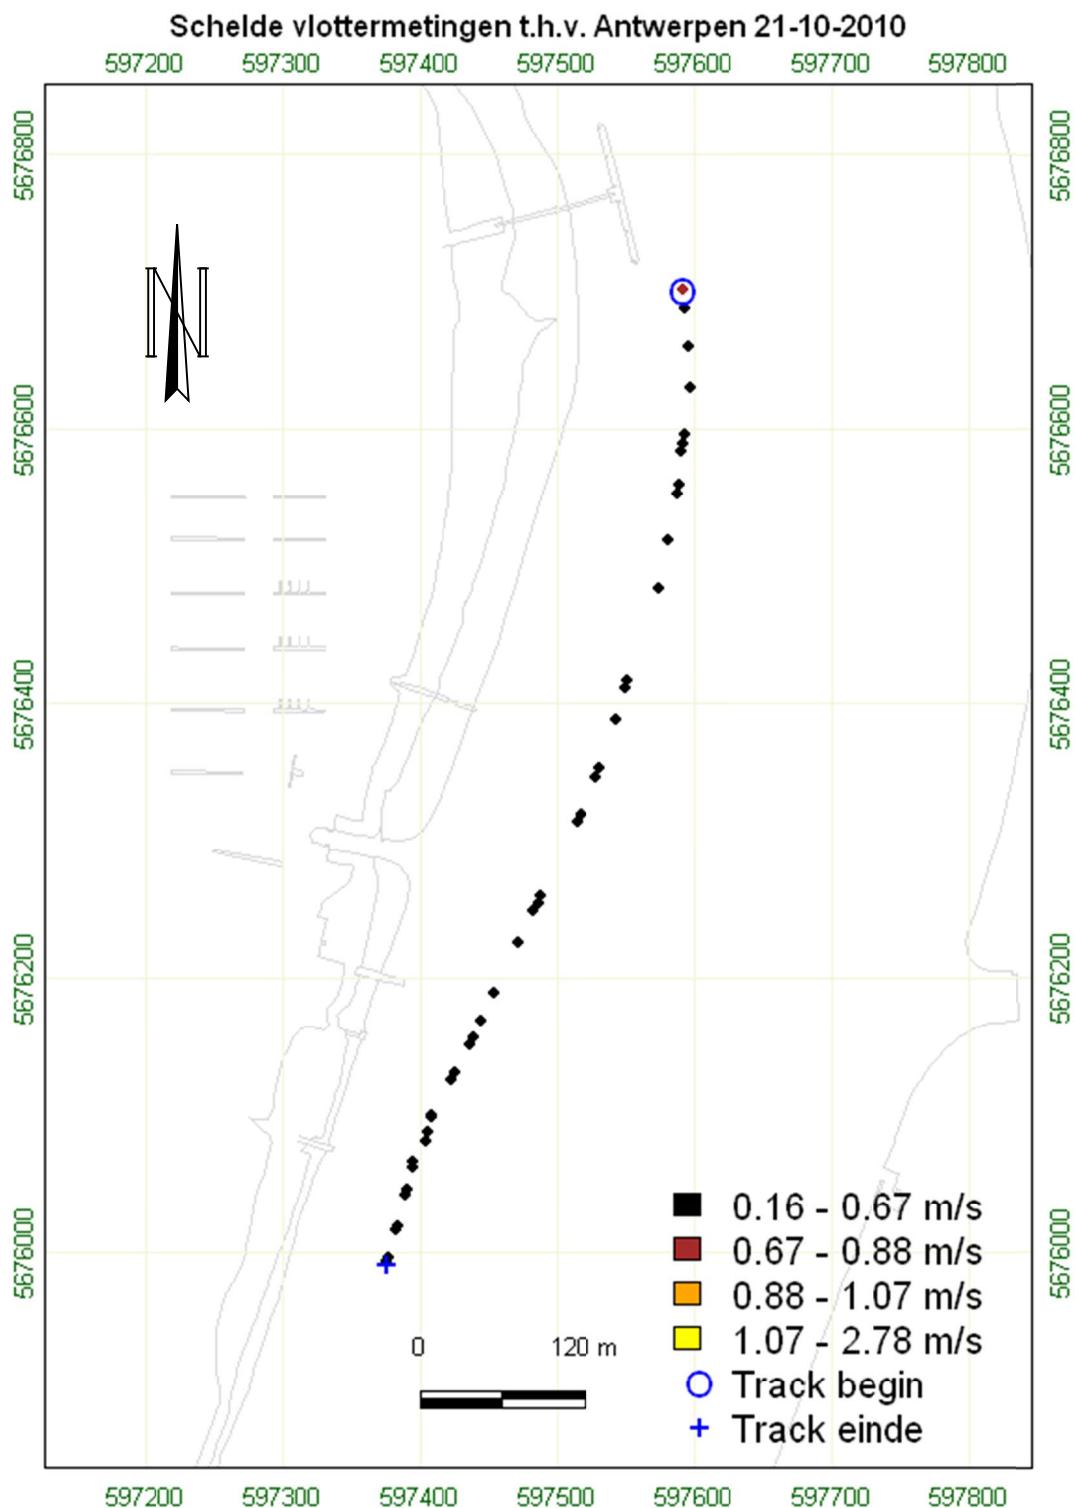 Schelde vlottermetingen t.h.v. Antwerpen 21-10-2010
597200 597300 597400 597500 597600 597700 597800
5676800 5676800
N
5676600 5676600
5676400 5676400
5676200 5676200
5676000 5676000
0.16 - 0.67 m/s
0.67 - 0.88 m/s
0.88 - 1.07 m/s
1.07 - 2.78 m/s
0 120 m
Track begin
Track einde
597200 597300 597400 597500 597600 597700 597800